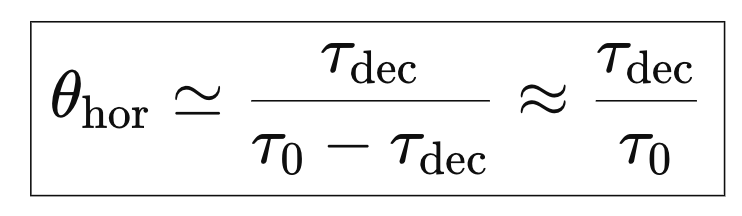 θ_hor ≃ τ_dec / (τ_0 − τ_dec) ≈ τ_dec / τ_0